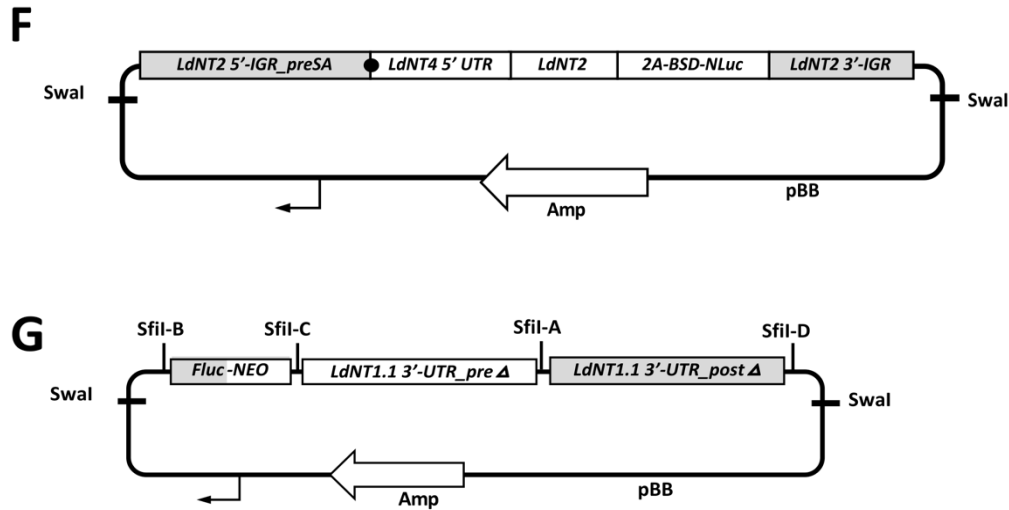 F
LdNT2 5′-IGR_preSA LdNT4 5′ UTR LdNT2 2A-BSD-NLuc LdNT2 3′-IGR
SwaI SwaI
Amp pBB
G
SfiI-B SfiI-C SfiI-A SfiI-D
Fluc-NEO LdNT1.1 3′-UTR_pre Δ LdNT1.1 3′-UTR_post Δ
SwaI SwaI
Amp pBB